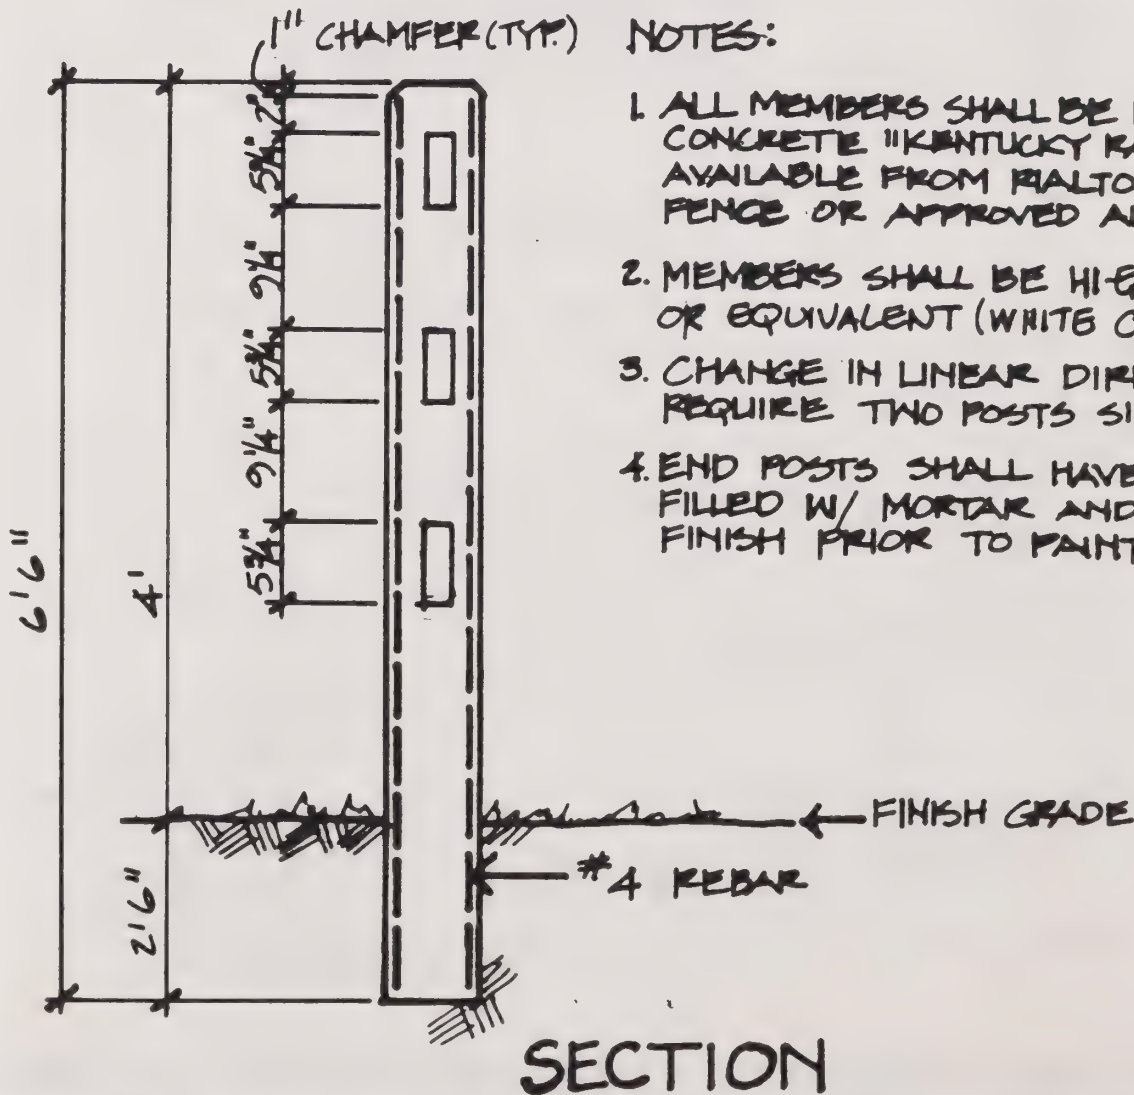 1" CHAMFER (TYP.)
NOTES:
1. ALL MEMBERS SHALL BE
CONCRETE "KENTUCKY
AVAILABLE FROM RIALTO
FENCE OR APPROVED
2. MEMBERS SHALL BE
OR EQUIVALENT (WHITE
3. CHANGE IN LINEAR
REQUIRE TWO POSTS
4. END POSTS SHALL HAVE
FILLED W/ MORTAR AND
FINISH PRIOR TO PAINT
2"
5¾"
9¼"
5¾"
9¼"
5¾"
6'6"
4'
2'6"
FINISH GRADE
#4 REBAR
SECTION